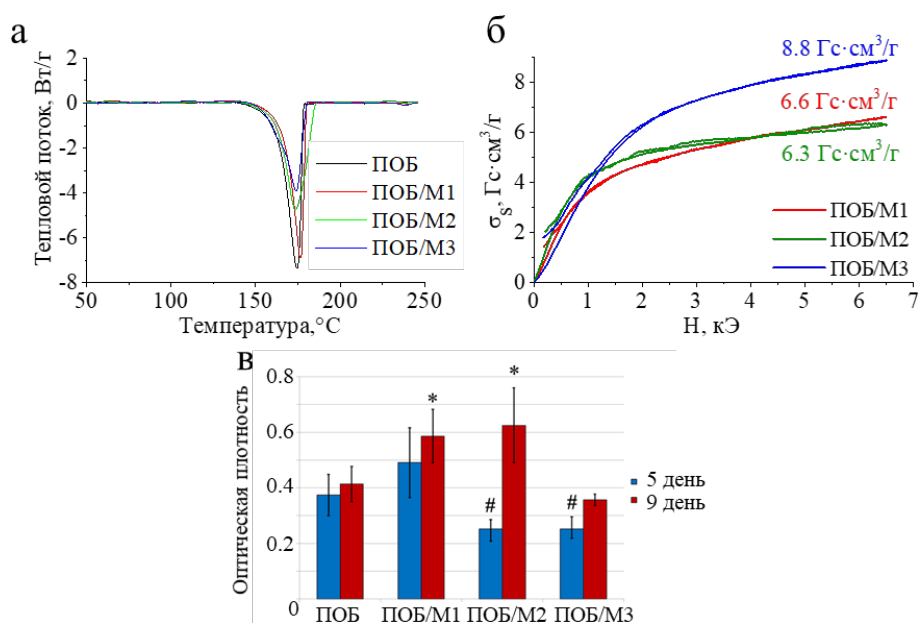 а
Тепловой поток, Вт/г
2
0
-2
-4
-6
-8
50
100
150
200
250
Температура,°C
ПОБ
ПОБ/М1
ПОБ/М2
ПОБ/М3
б
σs, Гс·см³/г
8
6
4
2
0
0
1
2
3
4
5
6
7
Н, кЭ
8.8 Гс·см³/г
6.6 Гс·см³/г
6.3 Гс·см³/г
ПОБ/М1
ПОБ/М2
ПОБ/М3
в
Оптическая плотность
0.8
0.6
0.4
0.2
0
*
*
#
#
ПОБ
ПОБ/М1
ПОБ/М2
ПОБ/М3
5 день
9 день